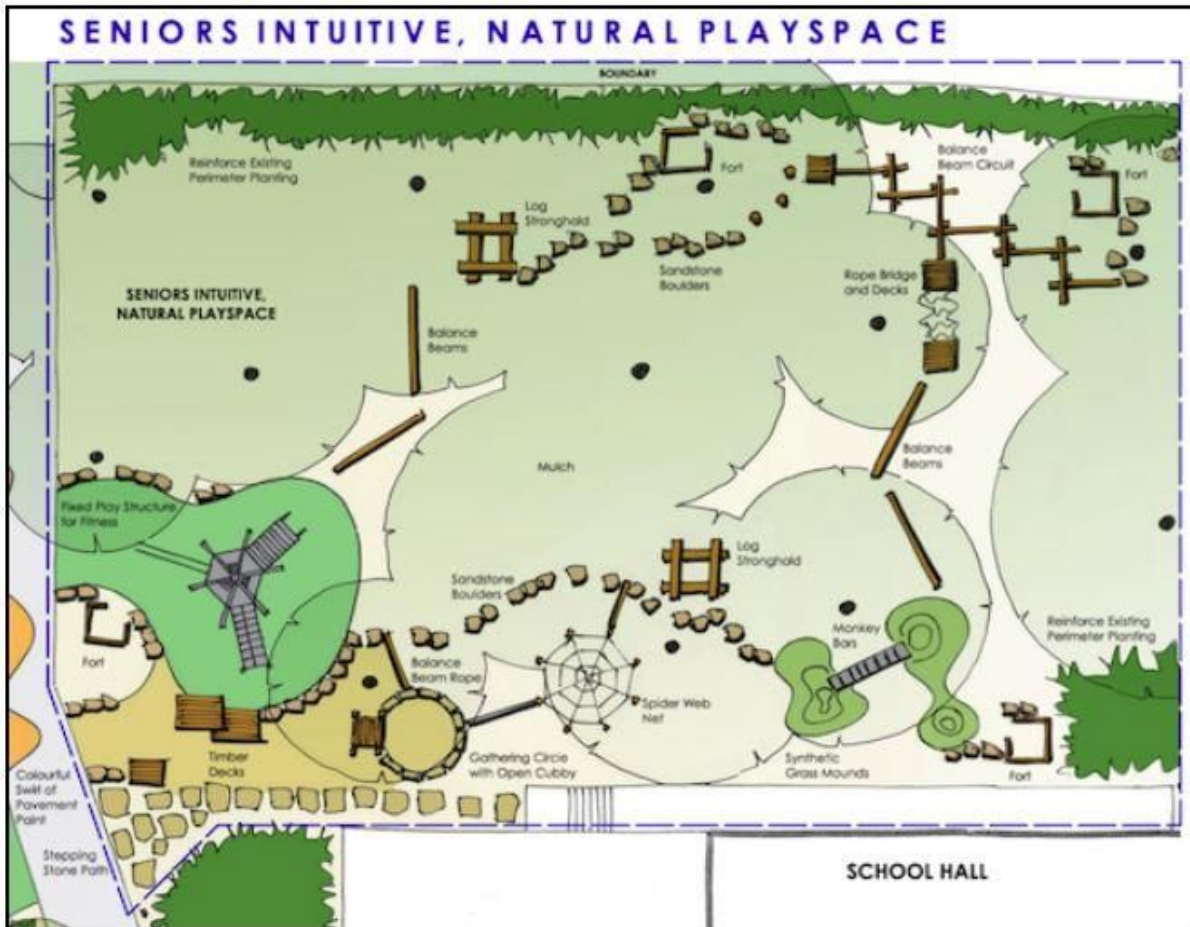 SENIORS INTUITIVE, NATURAL PLAYSPACE
BOUNDARY
Reinforce Existing
Perimeter Planting
Fort
Balance
Beam Circuit
Fort
Log
Stronghold
Sandstone
Boulders
Rope Bridge
and Decks
SENIORS INTUITIVE,
NATURAL PLAYSPACE
Balance
Beams
Balance
Beams
Mulch
Fixed Play Structure
for Fitness
Log
Stronghold
Sandstone
Boulders
Monkey
Bars
Reinforce Existing
Perimeter Planting
Fort
Balance
Beam Rope
Spider Web
Net
Timber
Decks
Gathering Circle
with Open Cubby
Synthetic
Grass Mounds
Fort
Colourful
Swirl of
Pavement
Paint
Stepping
Stone Path
SCHOOL HALL